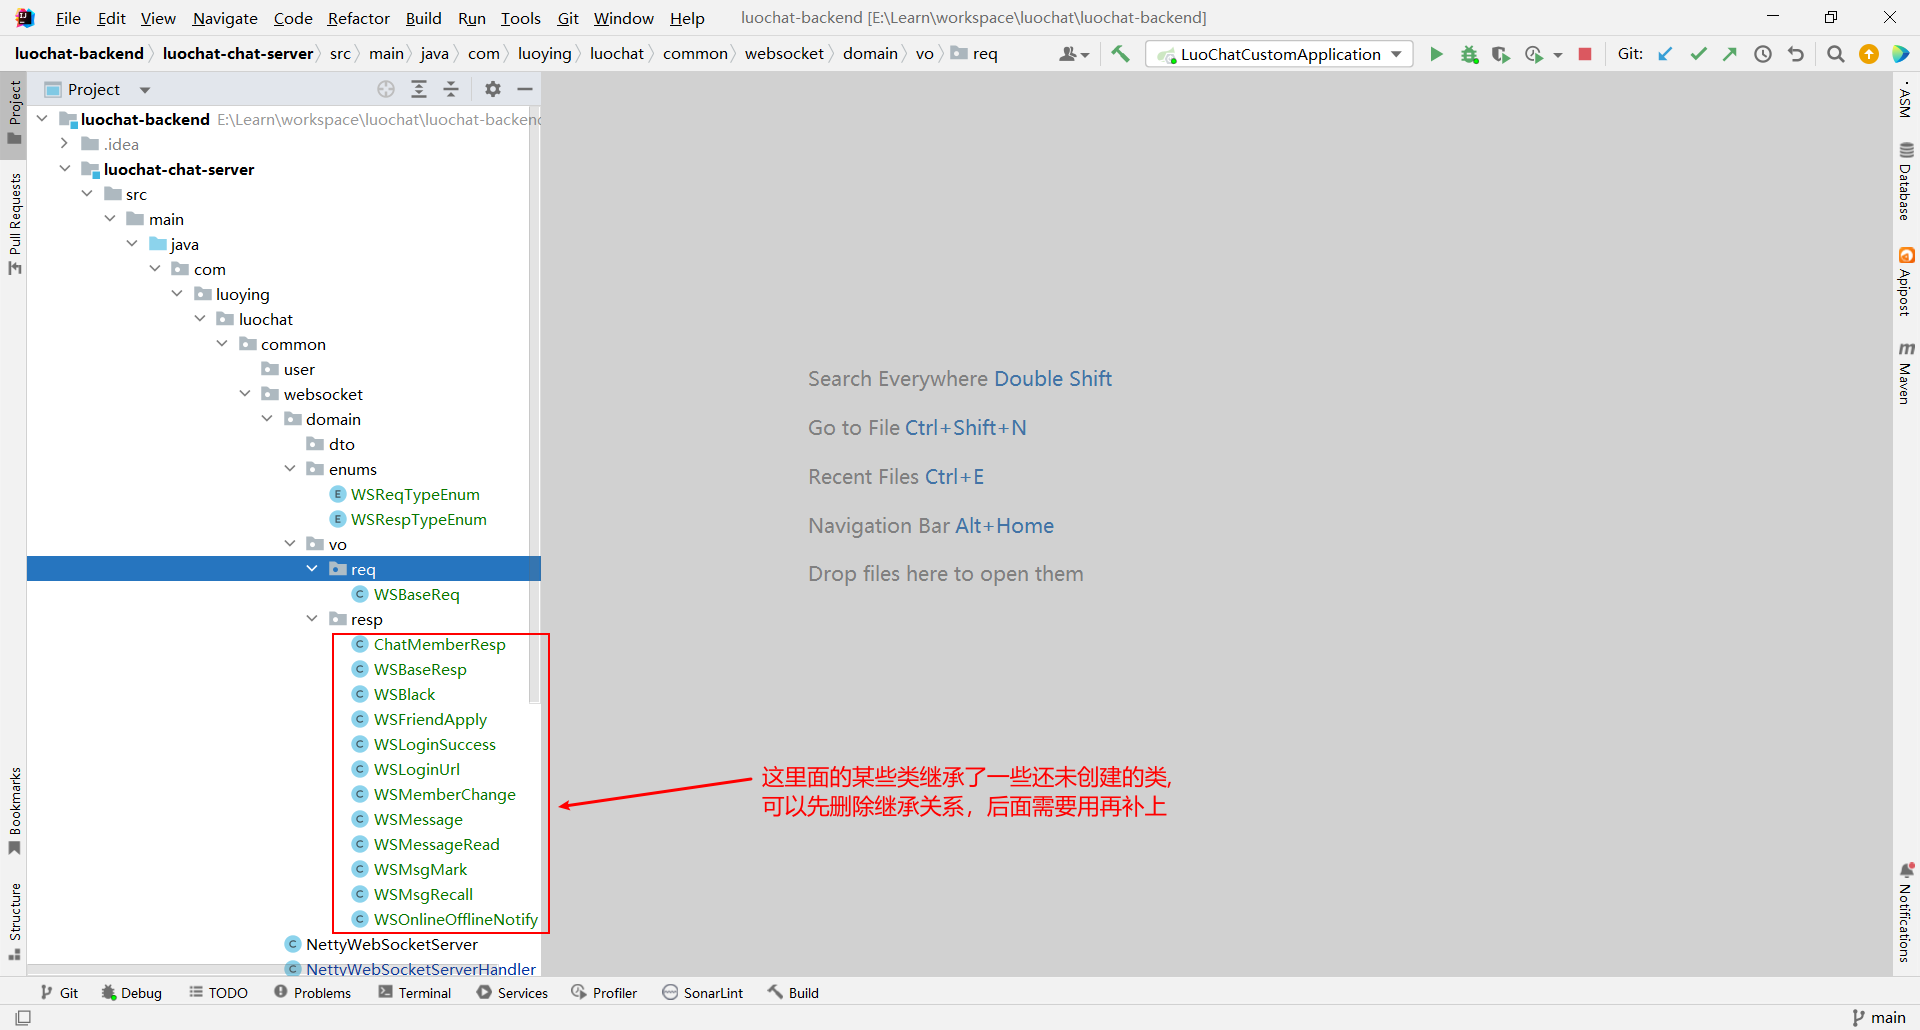 File Edit View Navigate Code Refactor Build Run Tools Git Window Help luochat-backend [E:\Learn\workspace\luochat\luochat-backend]
luochat-backend luochat-chat-server src main java com luoying luochat common websocket domain vo req LuoChatCustomApplication Git:
Project
luochat-backend E:\Learn\workspace\luochat\luochat-backend
.idea
luochat-chat-server
src
main
java
com
luoying
luochat
common
user
websocket
domain
dto
enums
WSReqTypeEnum
WSRespTypeEnum
vo
req
WSBaseReq
resp
ChatMemberResp
WSBaseResp
WSBlack
WSFriendApply
WSLoginSuccess
WSLoginUrl
WSMemberChange
WSMessage
WSMessageRead
WSMsgMark
WSMsgRecall
WSOnlineOfflineNotify
NettyWebSocketServer
NettyWebSocketServerHandler
Project
Pull Requests
Bookmarks
Structure
Search Everywhere Double Shift
Go to File Ctrl+Shift+N
Recent Files Ctrl+E
Navigation Bar Alt+Home
Drop files here to open them
这里面的某些类继承了一些还未创建的类,
可以先删除继承关系，后面需要用再补上
ASM
Database
Apipost
m Maven
Notifications
Git Debug TODO Problems Terminal Services Profiler SonarLint Build
main